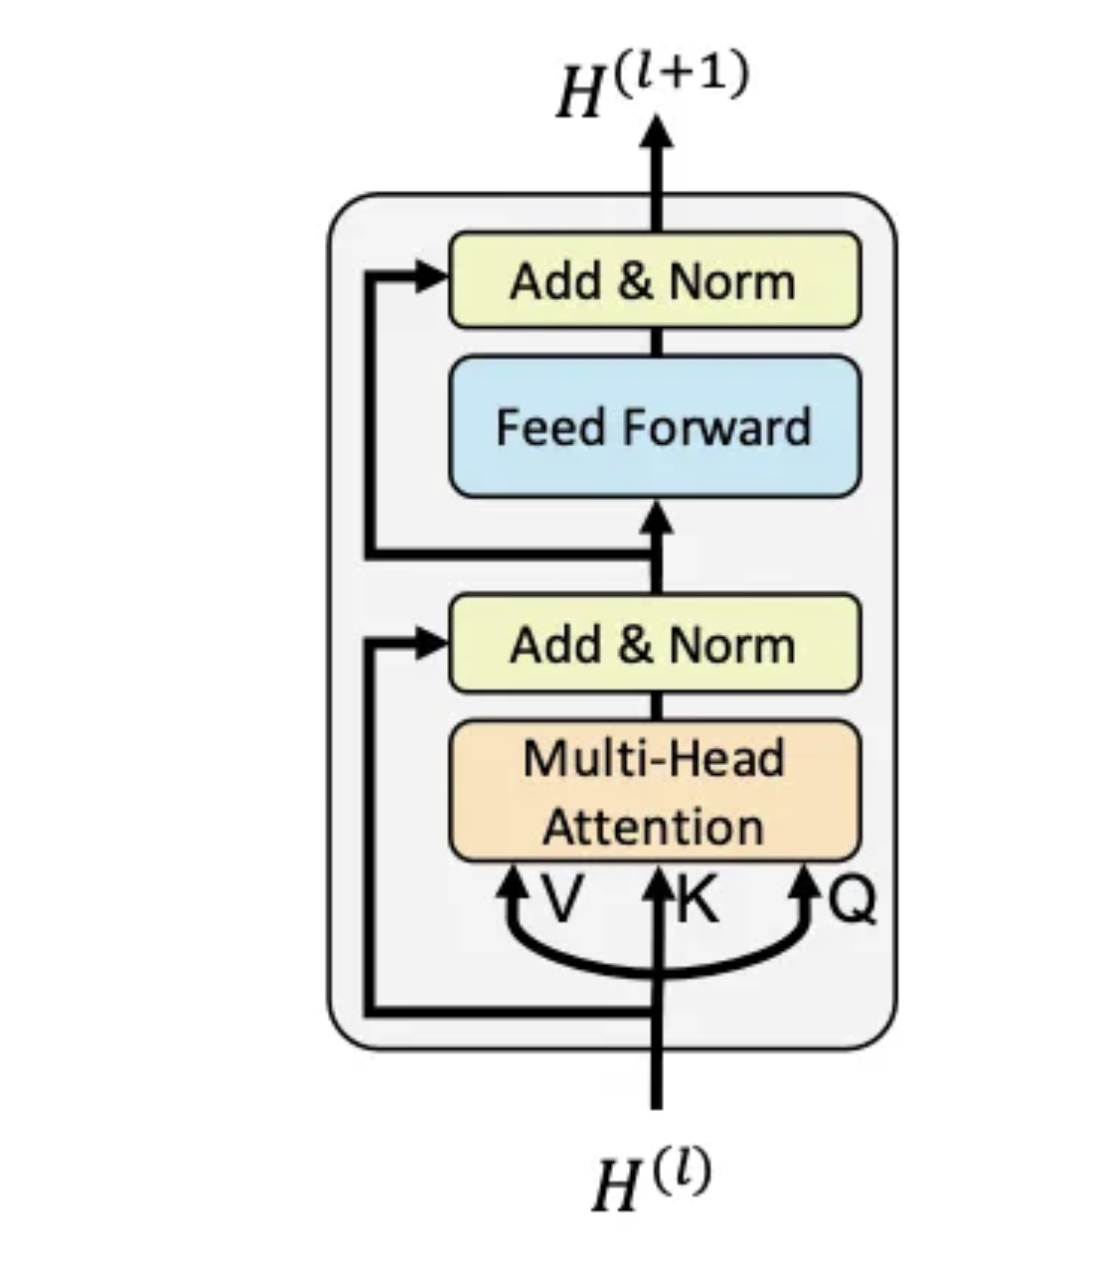 H^{(l+1)}
Add & Norm
Feed Forward
Add & Norm
Multi-Head
Attention
V K Q
H^{(l)}